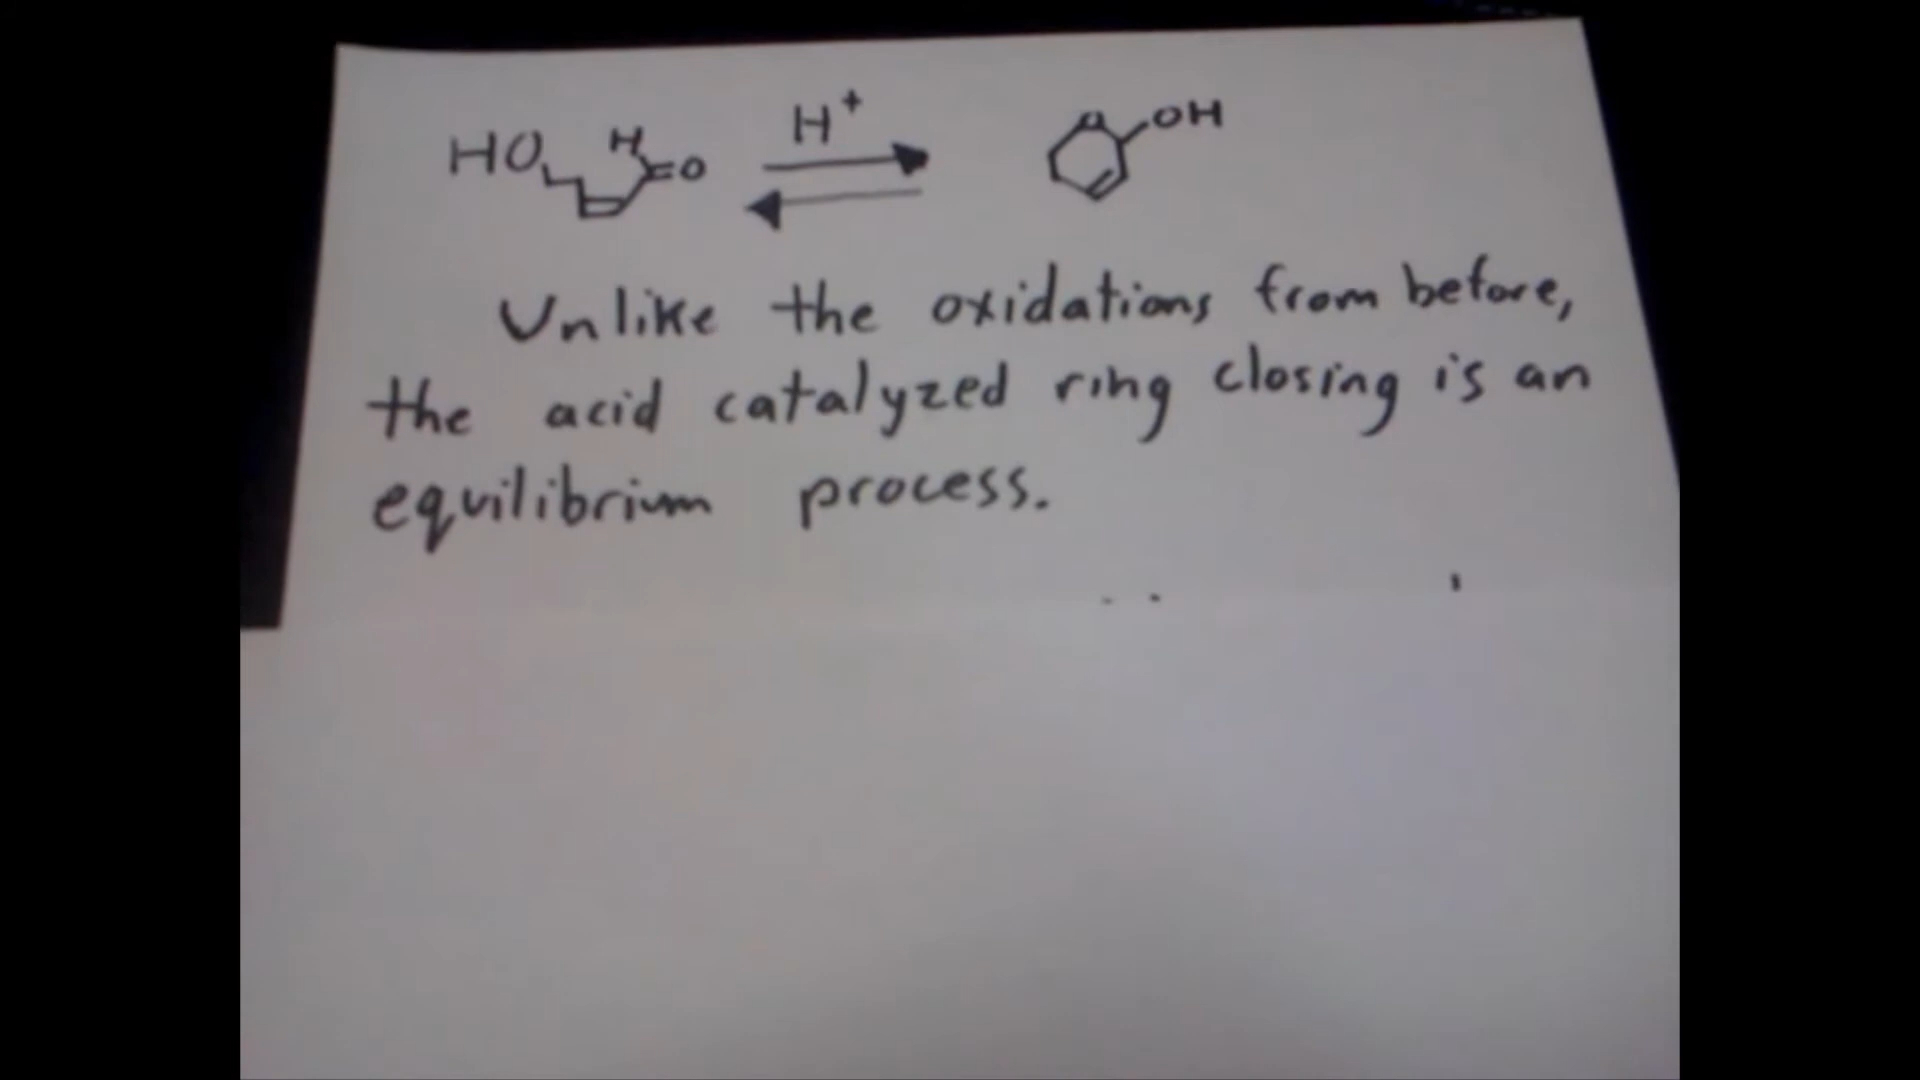 HO H O H+ O OH
Unlike the oxidations from before,
the acid catalyzed ring closing is an
equilibrium process.